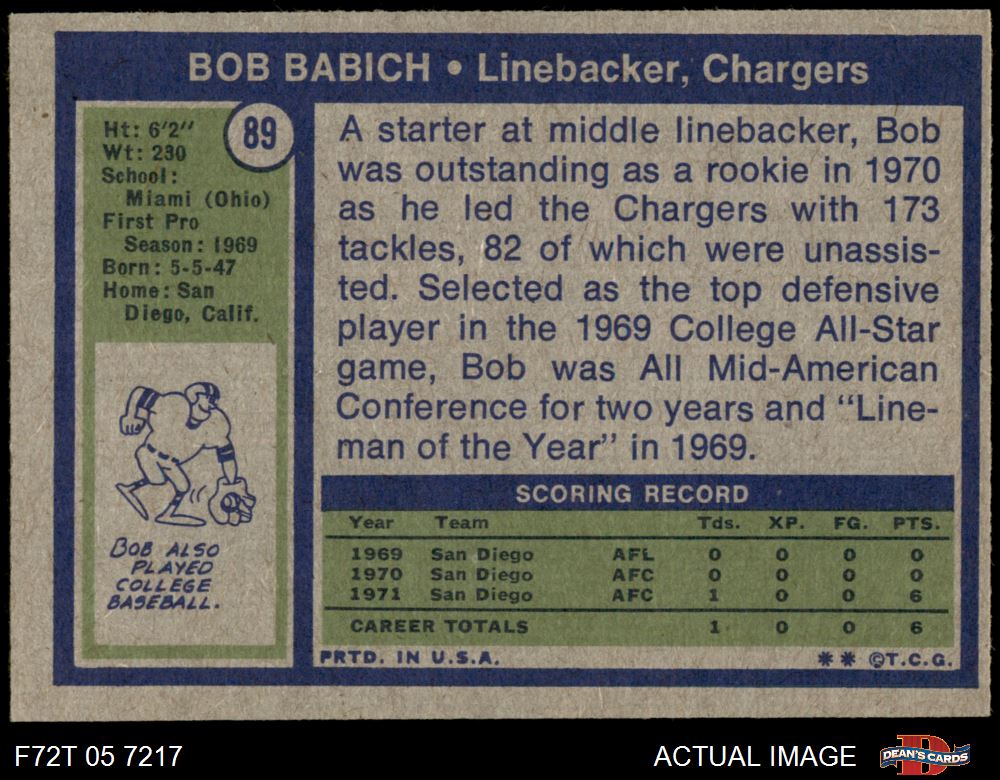 BOB BABICH • Linebacker, Chargers
89
Ht: 6'2"
Wt: 230
School:
Miami (Ohio)
First Pro
Season: 1969
Born: 5-5-47
Home: San
Diego, Calif.
BOB ALSO
PLAYED
COLLEGE
BASEBALL.
A starter at middle linebacker, Bob
was outstanding as a rookie in 1970
as he led the Chargers with 173
tackles, 82 of which were unassis-
ted. Selected as the top defensive
player in the 1969 College All-Star
game, Bob was All Mid-American
Conference for two years and "Line-
man of the Year" in 1969.
SCORING RECORD
Year Team Tds. XP. FG. PTS.
1969 San Diego AFL 0 0 0 0
1970 San Diego AFC 0 0 0 0
1971 San Diego AFC 1 0 0 6
CAREER TOTALS 1 0 0 6
PRTD. IN U.S.A. ** ©T.C.G.
F72T 05 7217 ACTUAL IMAGE DEAN'S CARDS